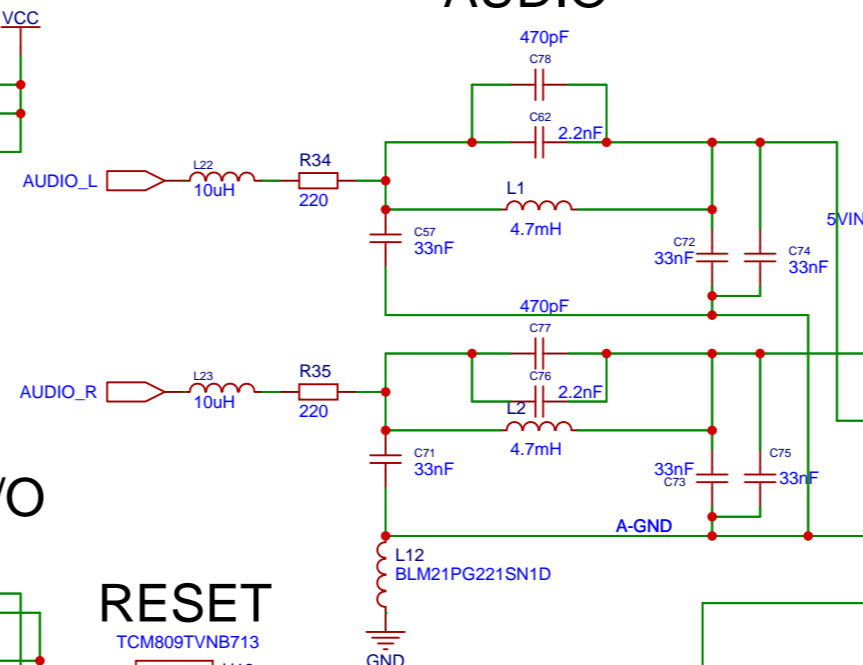 AUDIO
VCC
470pF
C78
C62
2.2nF
L22
AUDIO_L
10uH
R34
220
L1
4.7mH
C57
33nF
C72
33nF
C74
33nF
5VIN
470pF
C77
C76
2.2nF
L23
AUDIO_R
10uH
R35
220
L2
4.7mH
C71
33nF
33nF
C73
C75
33nF
/O
A-GND
L12
BLM21PG221SN1D
RESET
TCM809TVNB713
GND